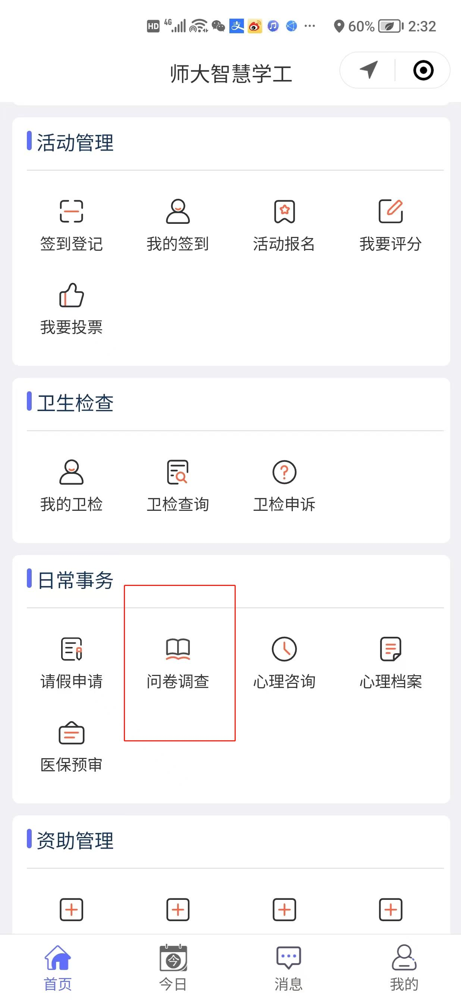 HD 4G 60% 2:32
师大智慧学工
活动管理
签到登记 我的签到 活动报名 我要评分
我要投票
卫生检查
我的卫检 卫检查询 卫检申诉
日常事务
请假申请 问卷调查 心理咨询 心理档案
医保预审
资助管理
首页 今日 消息 我的